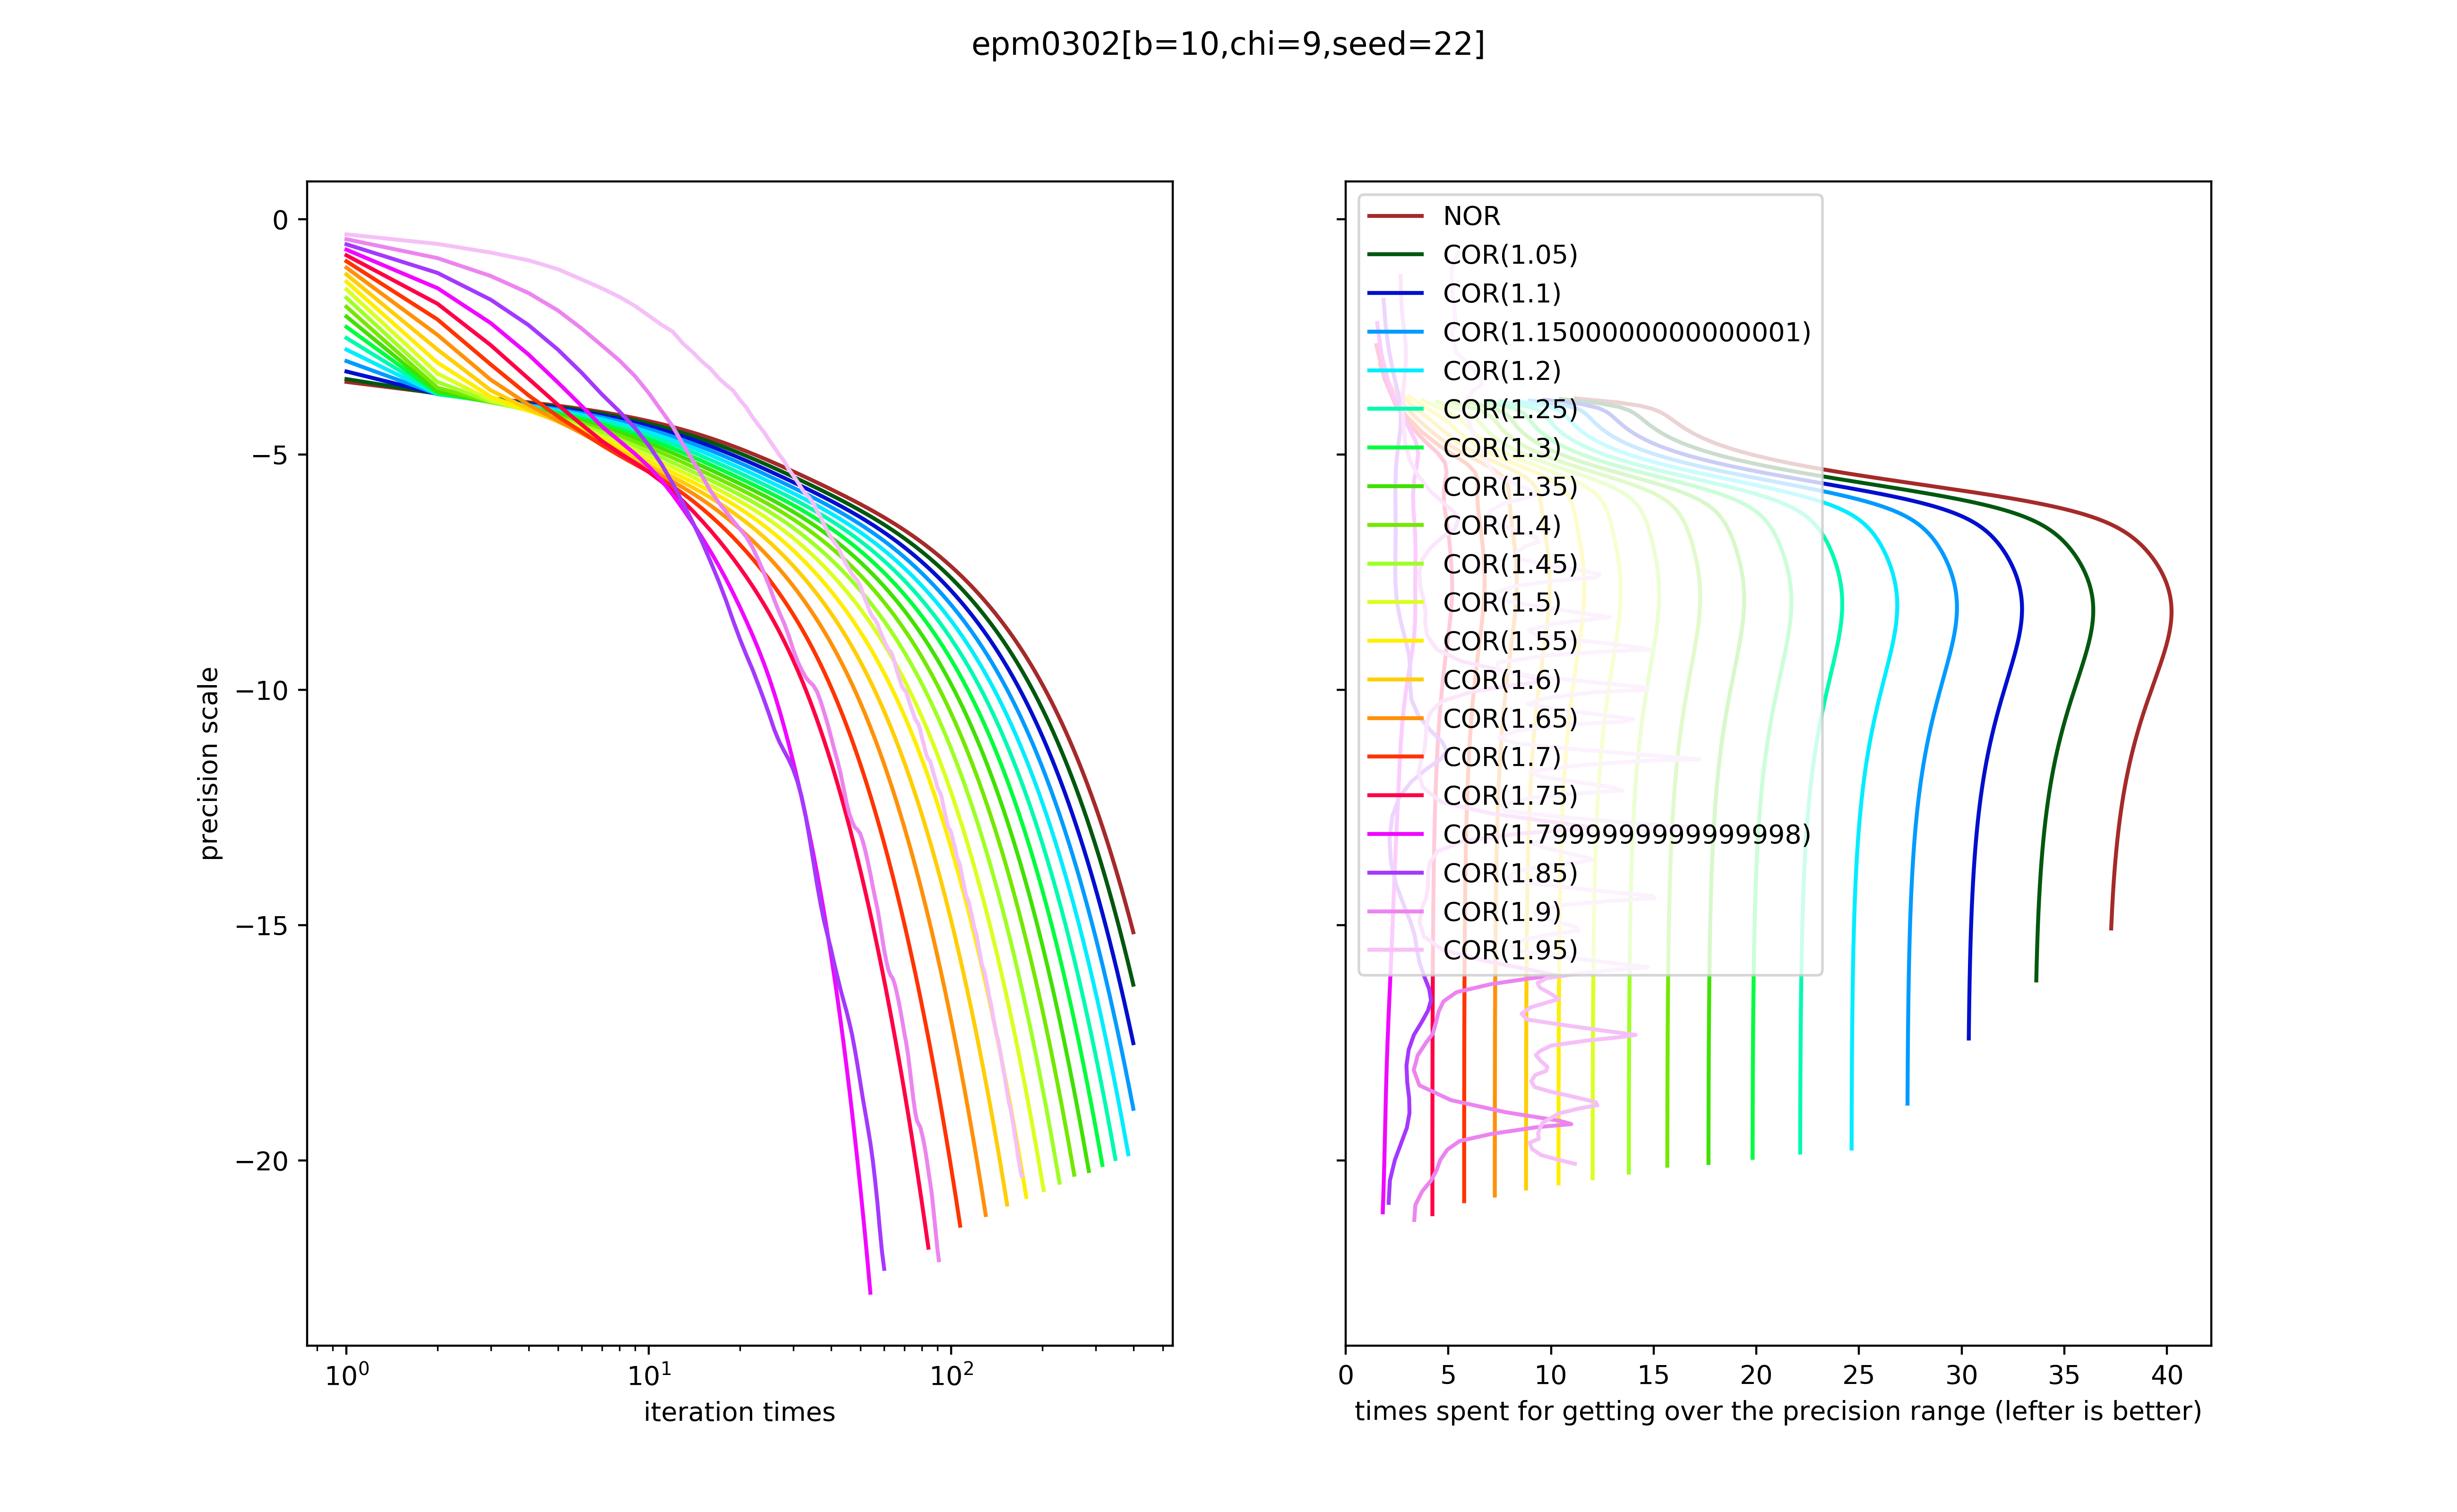 epm0302[b=10,chi=9,seed=22]
precision scale
0
−5
−10
−15
−20
10⁰
10¹
10²
iteration times
NOR
COR(1.05)
COR(1.1)
COR(1.1500000000000001)
COR(1.2)
COR(1.25)
COR(1.3)
COR(1.35)
COR(1.4)
COR(1.45)
COR(1.5)
COR(1.55)
COR(1.6)
COR(1.65)
COR(1.7)
COR(1.75)
COR(1.7999999999999998)
COR(1.85)
COR(1.9)
COR(1.95)
0 5 10 15 20 25 30 35 40
times spent for getting over the precision range (lefter is better)